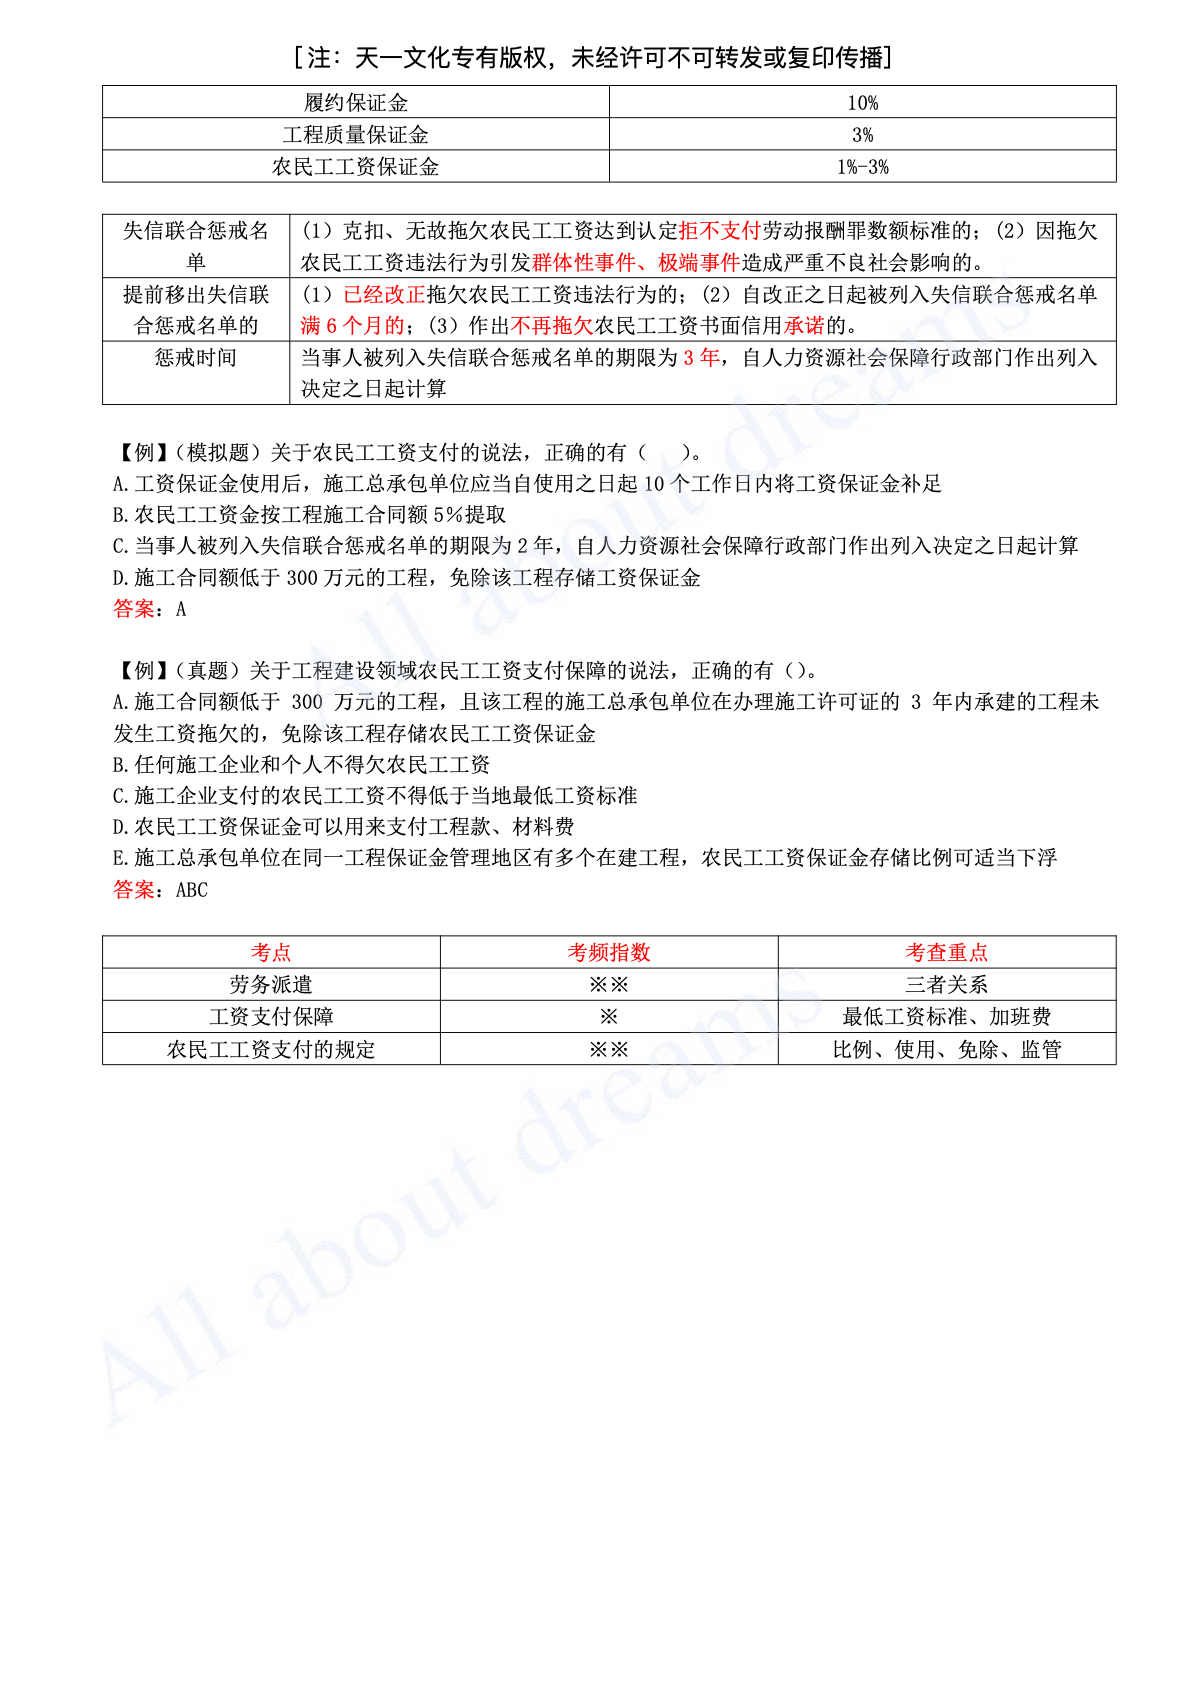 [注：天一文化专有版权，未经许可不可转发或复印传播]
履约保证金 10%
工程质量保证金 3%
农民工工资保证金 1%-3%
失信联合惩戒名单 (1）克扣、无故拖欠农民工工资达到认定拒不支付劳动报酬罪数额标准的；(2）因拖欠
农民工工资违法行为引发群体性事件、极端事件造成严重不良社会影响的。
提前移出失信联合惩戒名单的 (1）已经改正拖欠农民工工资违法行为的；(2）自改正之日起被列入失信联合惩戒名单
满 6 个月的；(3）作出不再拖欠农民工工资书面信用承诺的。
惩戒时间 当事人被列入失信联合惩戒名单的期限为 3 年，自人力资源社会保障行政部门作出列入
决定之日起计算
【例】（模拟题）关于农民工工资支付的说法，正确的有（　　）。
A.工资保证金使用后，施工总承包单位应当自使用之日起 10 个工作日内将工资保证金补足
B.农民工工资金按工程施工合同额 5%提取
C.当事人被列入失信联合惩戒名单的期限为 2 年，自人力资源社会保障行政部门作出列入决定之日起计算
D.施工合同额低于 300 万元的工程，免除该工程存储工资保证金
答案：A
【例】（真题）关于工程建设领域农民工工资支付保障的说法，正确的有（）。
A.施工合同额低于 300 万元的工程，且该工程的施工总承包单位在办理施工许可证的 3 年内承建的工程未
发生工资拖欠的，免除该工程存储农民工工资保证金
B.任何施工企业和个人不得欠农民工工资
C.施工企业支付的农民工工资不得低于当地最低工资标准
D.农民工工资保证金可以用来支付工程款、材料费
E.施工总承包单位在同一工程保证金管理地区有多个在建工程，农民工工资保证金存储比例可适当下浮
答案：ABC
考点 考频指数 考查重点
劳务派遣 ※※ 三者关系
工资支付保障 ※ 最低工资标准、加班费
农民工工资支付的规定 ※※ 比例、使用、免除、监管
All about dreams
All about dreams